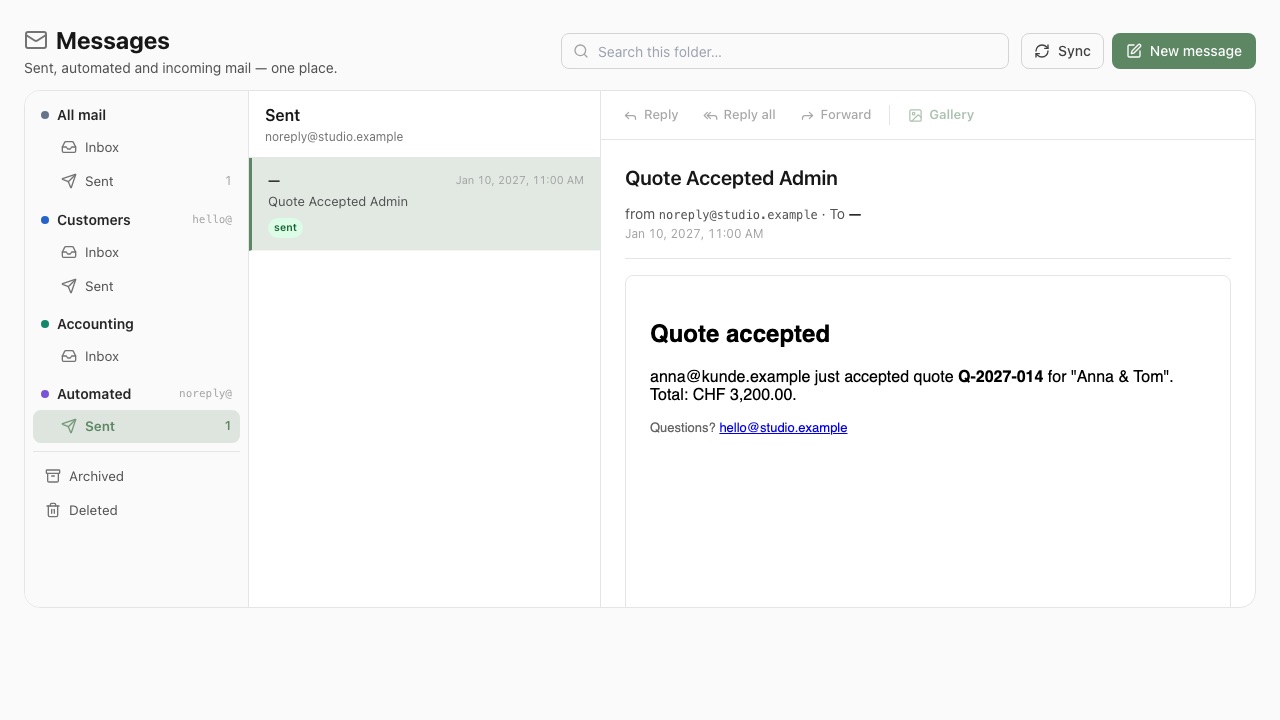 Messages
Sent, automated and incoming mail — one place.
Search this folder...
Sync
New message
All mail
Inbox
Sent 1
Customers hello@
Inbox
Sent
Accounting
Inbox
Automated noreply@
Sent 1
Archived
Deleted
Sent
noreply@studio.example
— Jan 10, 2027, 11:00 AM
Quote Accepted Admin
sent
Reply Reply all Forward Gallery
Quote Accepted Admin
from noreply@studio.example · To —
Jan 10, 2027, 11:00 AM
Quote accepted
anna@kunde.example just accepted quote Q-2027-014 for "Anna & Tom".
Total: CHF 3,200.00.
Questions? hello@studio.example